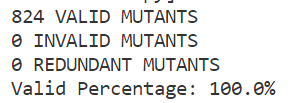 824 VALID MUTANTS
0 INVALID MUTANTS
0 REDUNDANT MUTANTS
Valid Percentage: 100.0%